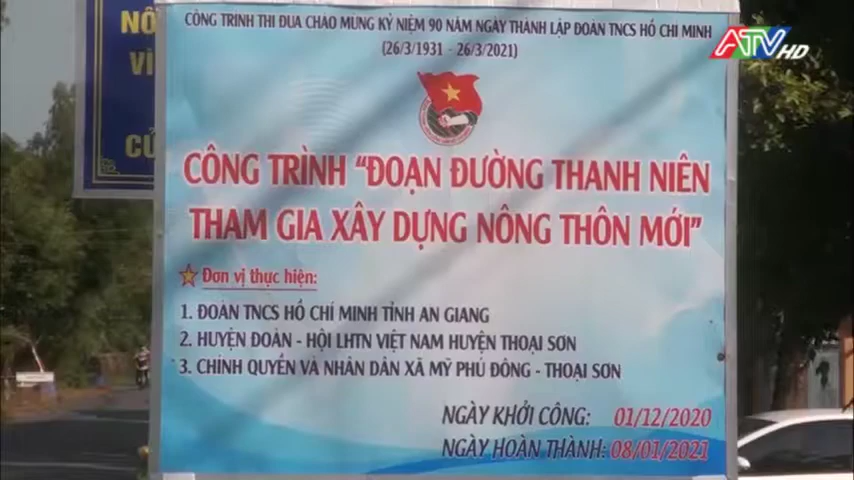 CÔNG TRÌNH THI ĐUA CHÀO MỪNG KỶ NIỆM 90 NĂM NGÀY THÀNH LẬP ĐOÀN TNCS HỒ CHÍ MINH
(26/3/1931 - 26/3/2021)
ATV HD
CÔNG TRÌNH “ĐOẠN ĐƯỜNG THANH NIÊN
THAM GIA XÂY DỰNG NÔNG THÔN MỚI”
Đơn vị thực hiện:
1. ĐOÀN TNCS HỒ CHÍ MINH TỈNH AN GIANG
2. HUYỆN ĐOÀN - HỘI LHTN VIỆT NAM HUYỆN THOẠI SƠN
3. CHÍNH QUYỀN VÀ NHÂN DÂN XÃ MỸ PHÚ ĐÔNG - THOẠI SƠN
NGÀY KHỞI CÔNG: 01/12/2020
NGÀY HOÀN THÀNH: 08/01/2021